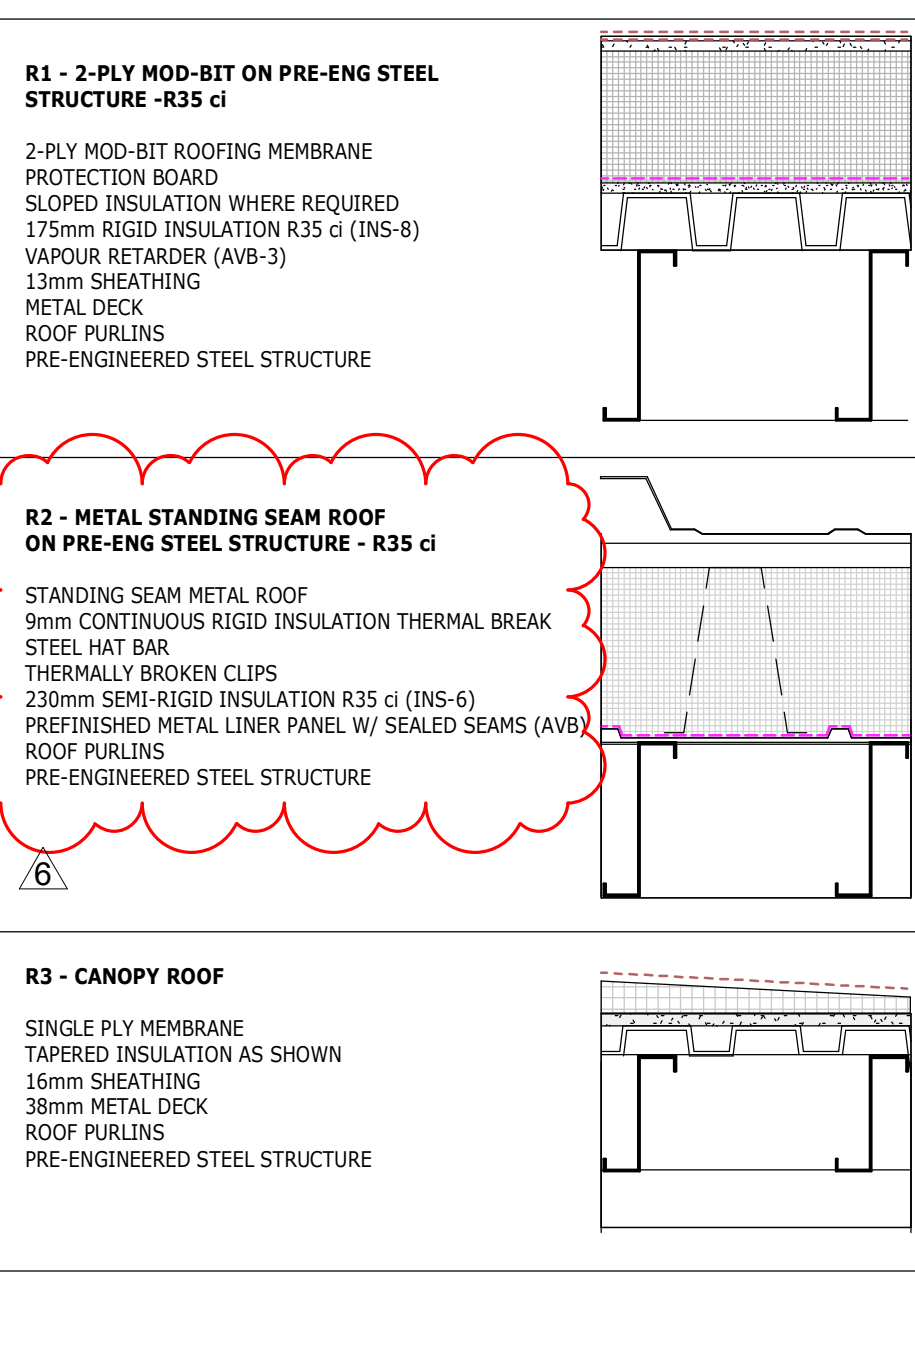 R1 - 2-PLY MOD-BIT ON PRE-ENG STEEL
STRUCTURE -R35 ci
2-PLY MOD-BIT ROOFING MEMBRANE
PROTECTION BOARD
SLOPED INSULATION WHERE REQUIRED
175mm RIGID INSULATION R35 ci (INS-8)
VAPOUR RETARDER (AVB-3)
13mm SHEATHING
METAL DECK
ROOF PURLINS
PRE-ENGINEERED STEEL STRUCTURE
R2 - METAL STANDING SEAM ROOF
ON PRE-ENG STEEL STRUCTURE - R35 ci
STANDING SEAM METAL ROOF
9mm CONTINUOUS RIGID INSULATION THERMAL BREAK
STEEL HAT BAR
THERMALLY BROKEN CLIPS
230mm SEMI-RIGID INSULATION R35 ci (INS-6)
PREFINISHED METAL LINER PANEL W/ SEALED SEAMS (AVB)
ROOF PURLINS
PRE-ENGINEERED STEEL STRUCTURE
6
R3 - CANOPY ROOF
SINGLE PLY MEMBRANE
TAPERED INSULATION AS SHOWN
16mm SHEATHING
38mm METAL DECK
ROOF PURLINS
PRE-ENGINEERED STEEL STRUCTURE